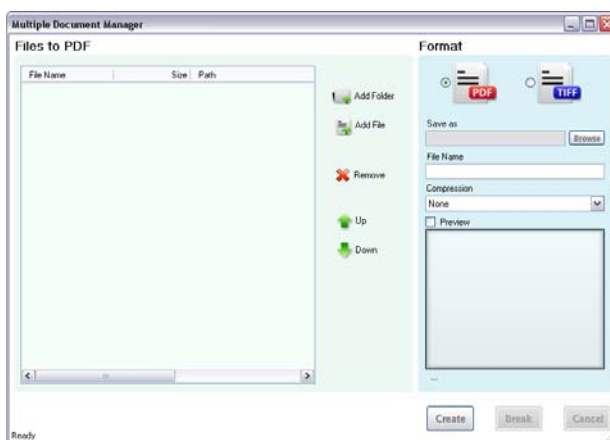 Multiple Document Manager
Files to PDF
File Name Size Path
Add Folder
Add File
Remove
Up
Down
Format
PDF
TIFF
Save as
Browse
File Name
Compression
None
Preview
...
Create Break Cancel
Ready